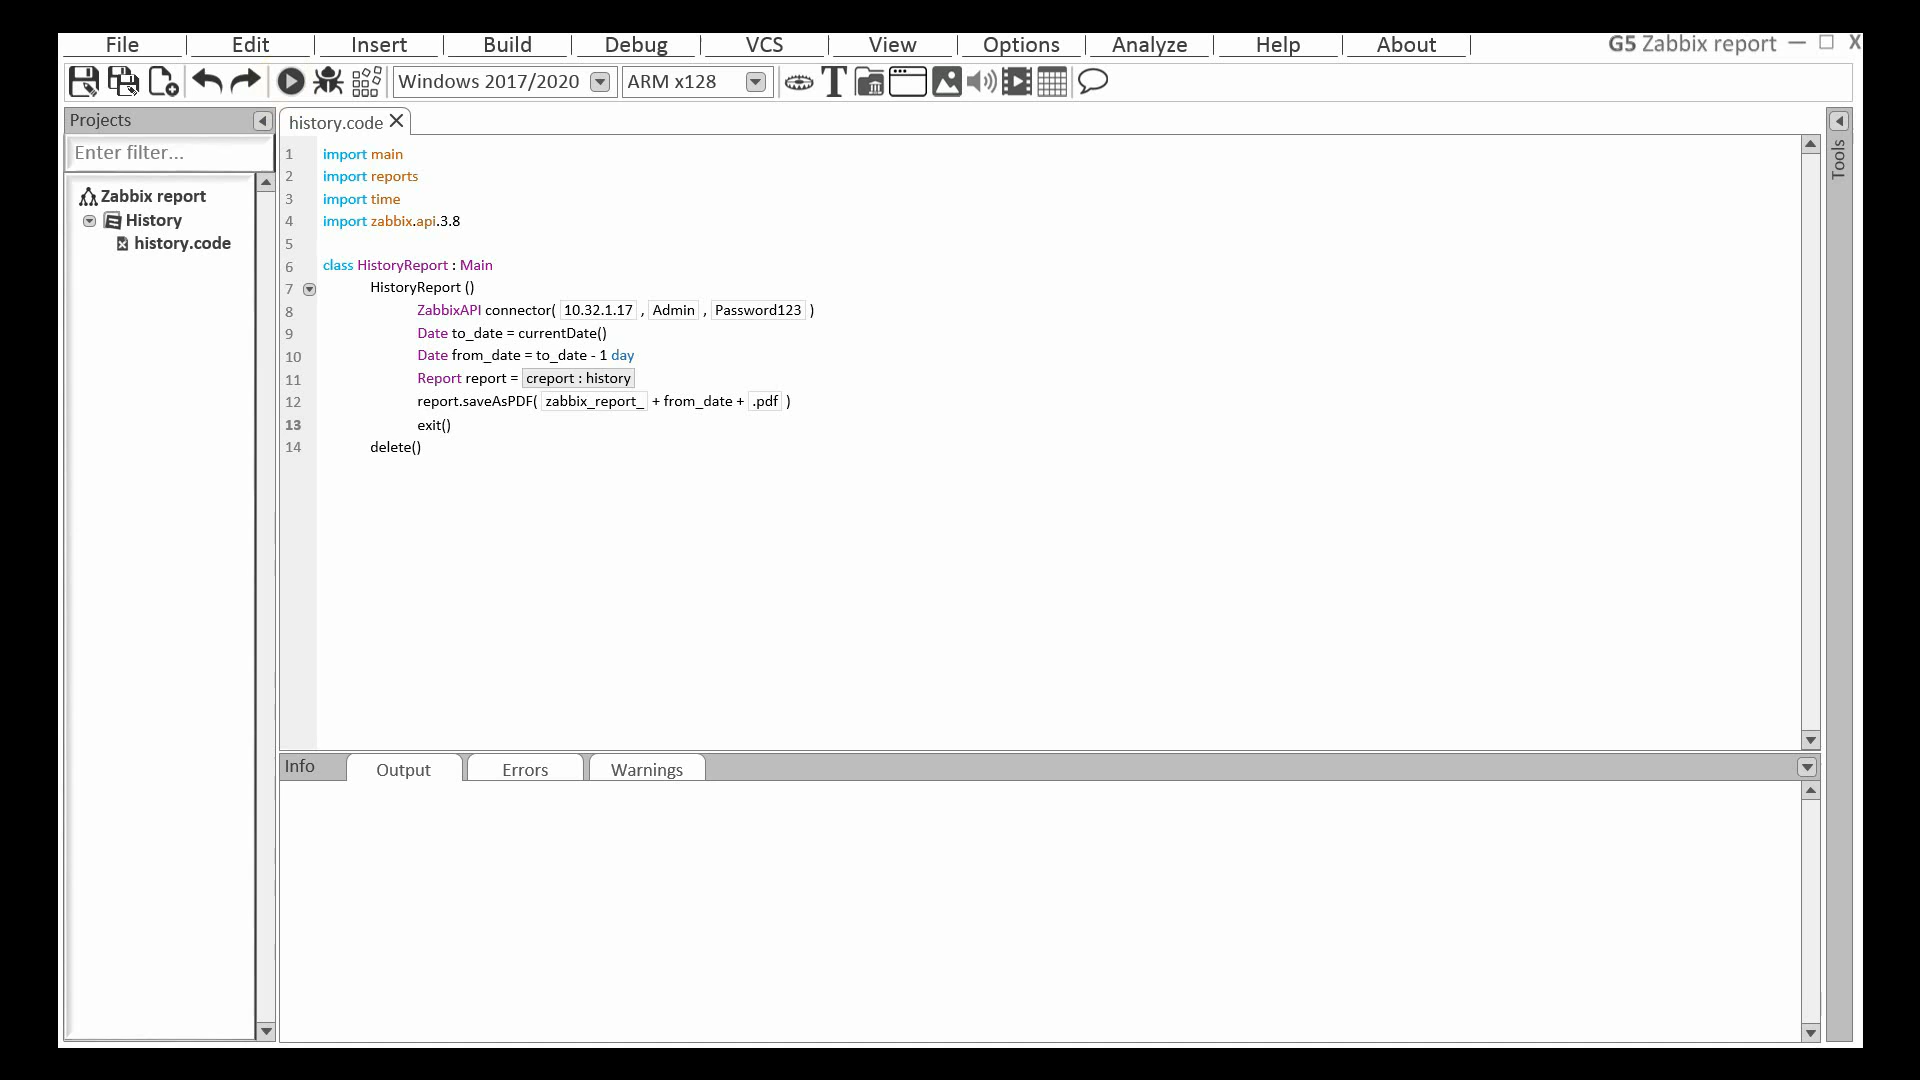 File Edit Insert Build Debug VCS View Options Analyze Help About G5 Zabbix report
Windows 2017/2020 ARM x128
Projects
Enter filter...
Zabbix report
History
history.code
history.code
1 import main
2 import reports
3 import time
4 import zabbix.api.3.8
5
6 class HistoryReport : Main
7 HistoryReport ()
8 ZabbixAPI connector( 10.32.1.17 , Admin , Password123 )
9 Date to_date = currentDate()
10 Date from_date = to_date - 1 day
11 Report report = creport : history
12 report.saveAsPDF( zabbix_report_ + from_date + .pdf )
13 exit()
14 delete()
Info Output Errors Warnings
Tools